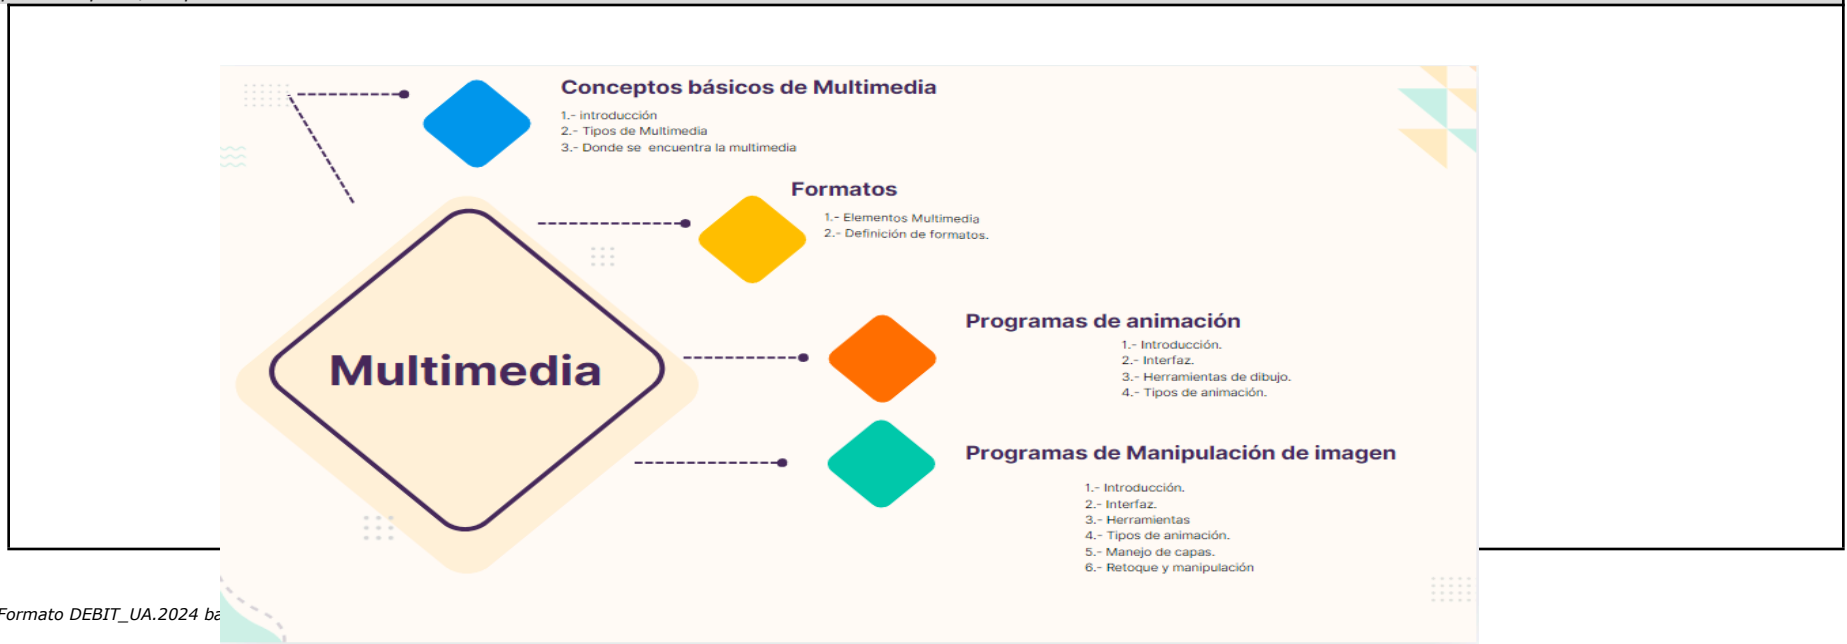 Conceptos básicos de Multimedia
1.- introducción
2.- Tipos de Multimedia
3.- Donde se encuentra la multimedia
Formatos
1.- Elementos Multimedia
2.- Definición de formatos.
Multimedia
Programas de animación
1.- Introducción.
2.- Interfaz.
3.- Herramientas de dibujo.
4.- Tipos de animación.
Programas de Manipulación de imagen
1.- Introducción.
2.- Interfaz.
3.- Herramientas
4.- Tipos de animación.
5.- Manejo de capas.
6.- Retoque y manipulación
Formato DEBIT_UA.2024 ba